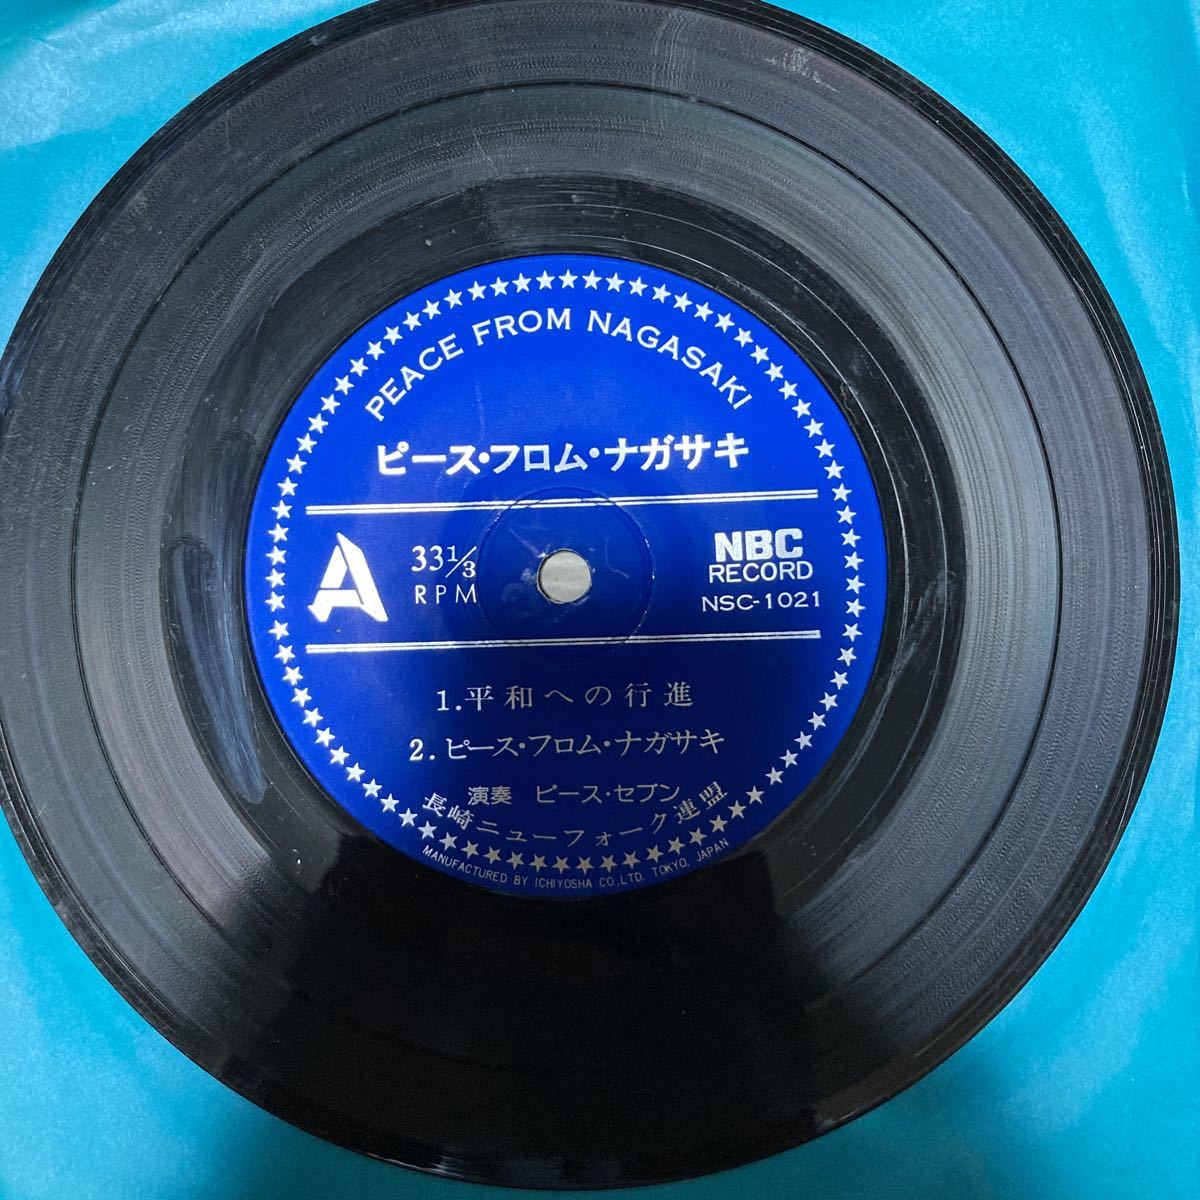 PEACE FROM NAGASAKI
ピース・フロム・ナガサキ
A
33⅓
RPM
NBC
RECORD
NSC-1021
1.平和への行進
2.ピース・フロム・ナガサキ
演奏 ピース・セブン
長崎ニューフォーク連盟
MANUFACTURED BY ICHIYOSHA CO.,LTD. TOKYO, JAPAN